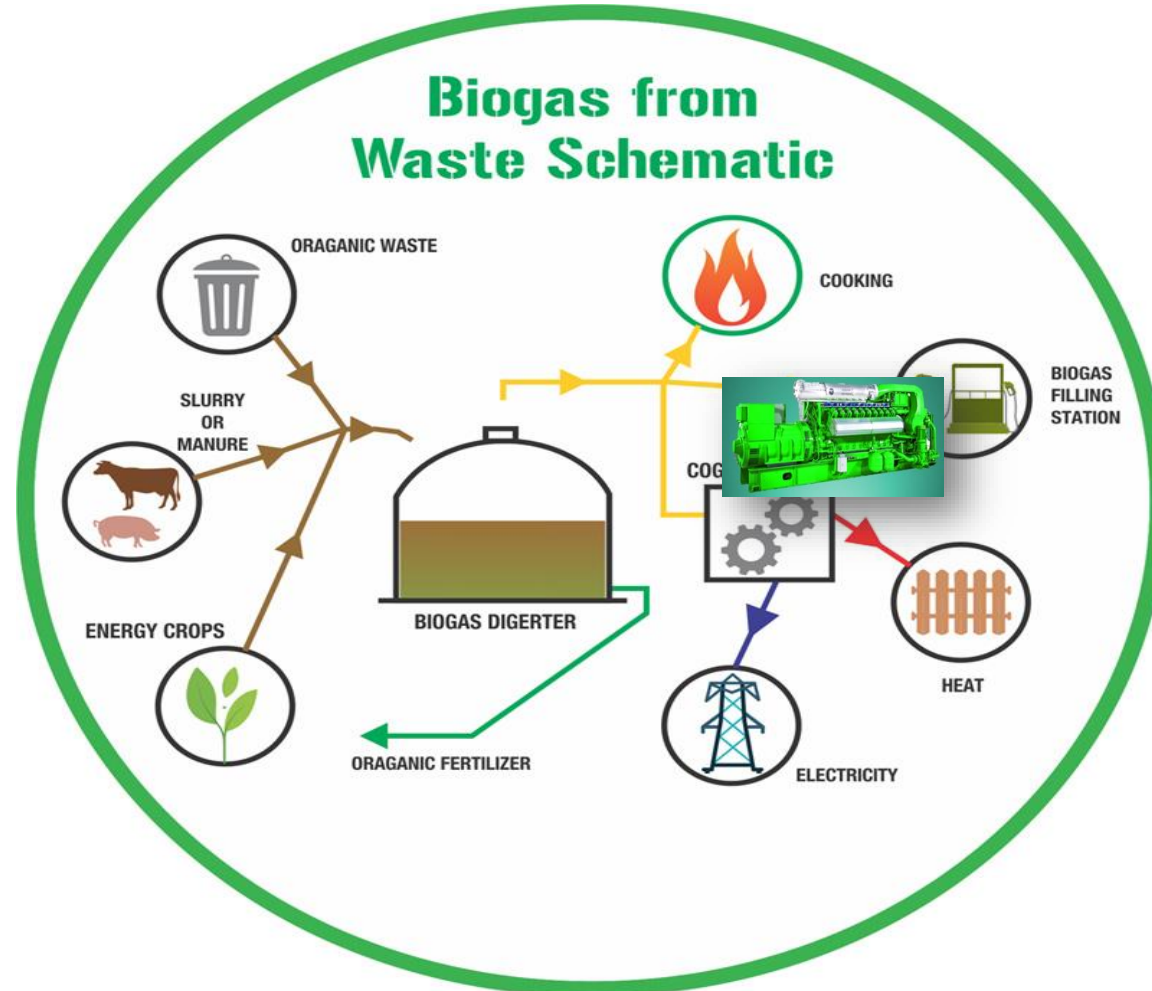 Biogas from
Waste Schematic
ORAGANIC WASTE
COOKING
SLURRY
OR
MANURE
BIOGAS
FILLING
STATION
COG
BIOGAS DIGERTER
ENERGY CROPS
HEAT
ORAGANIC FERTILIZER
ELECTRICITY